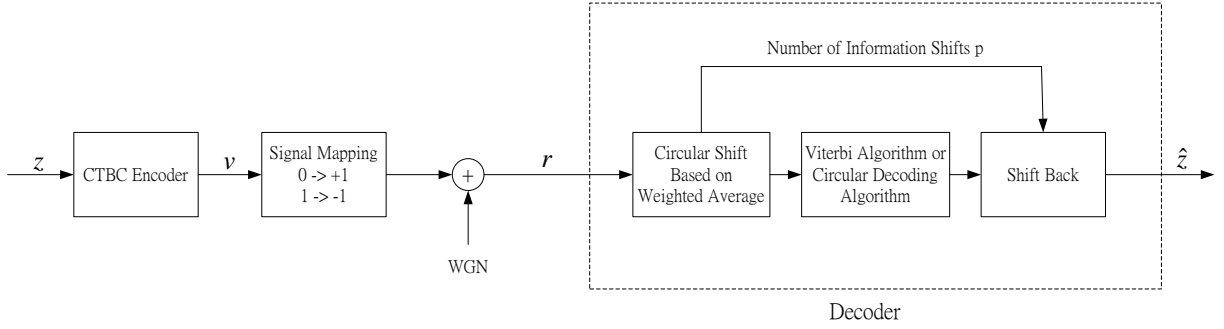 Number of Information Shifts p
z
CTBC Encoder
v
Signal Mapping
0 -> +1
1 -> -1
+
WGN
r
Circular Shift
Based on
Weighted Average
Viterbi Algorithm or
Circular Decoding
Algorithm
Shift Back
ẑ
Decoder